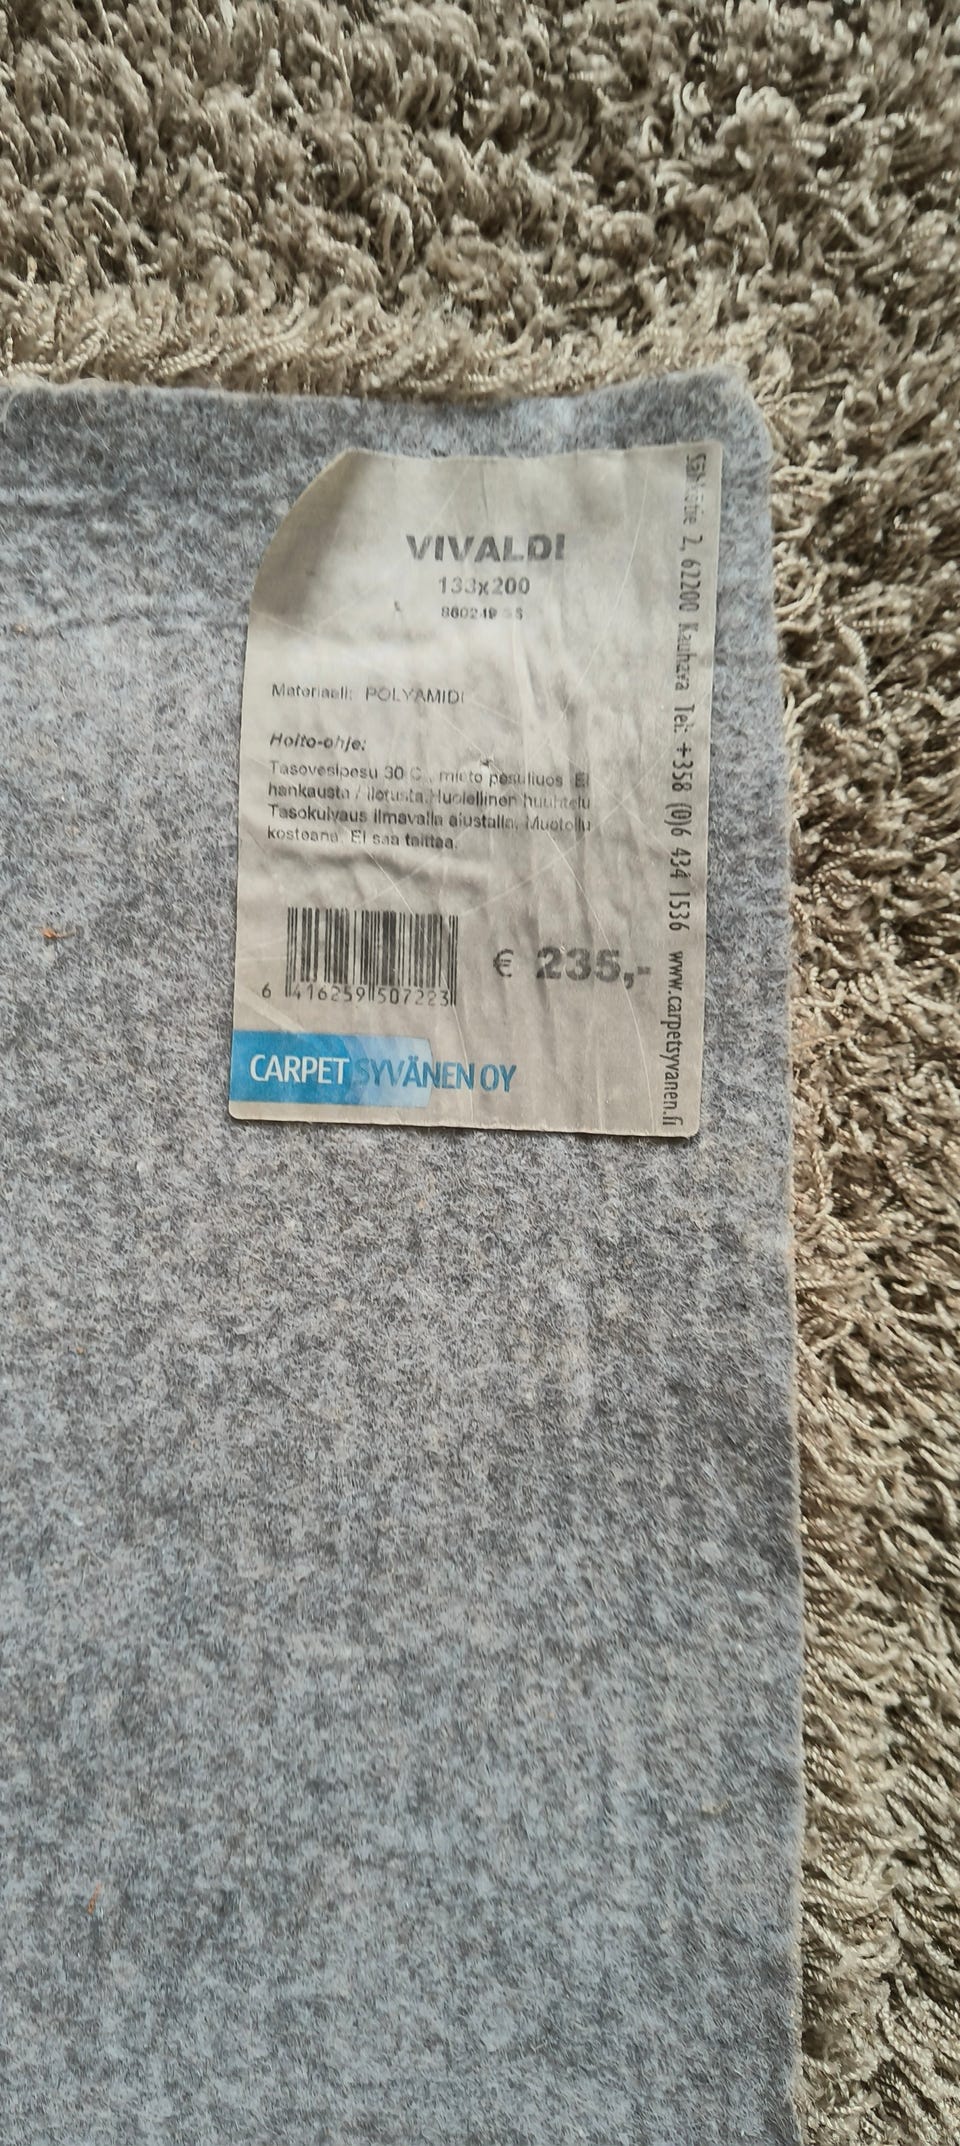 VIVALDI
133x200
Materiaali: POLYAMIDI
Hoito-ohje:
Tasovesipesu 30 C, mieto pesuliuos. Ei
hankausta / ilotusta. Huolellinen huuhtelu
Tasokuivaus ilmavalla alustalla. Muotoilu
kosteana. Ei saa taittaa.
6 416259 507223
€ 235,-
CARPET SYVÄNEN OY
2, 62200 Kauhava Tel: +358 (0)6 434 1536 www.carpetsyvanen.fi